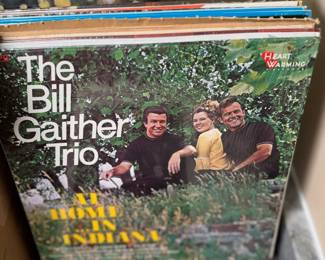 The
Bill
Gaither
Trio
HEART
WARMING
AT
HOME
IN
INDIANA